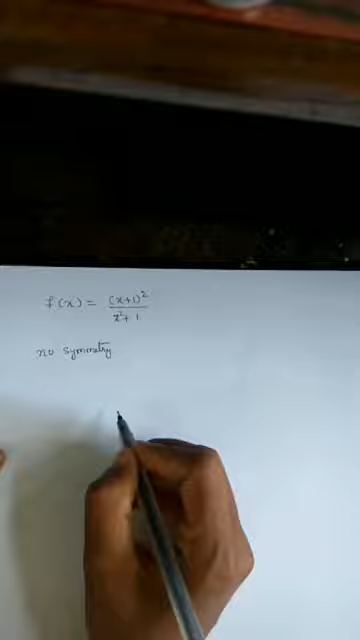 f(x) = (x+1)² / x²+1
no symmetry